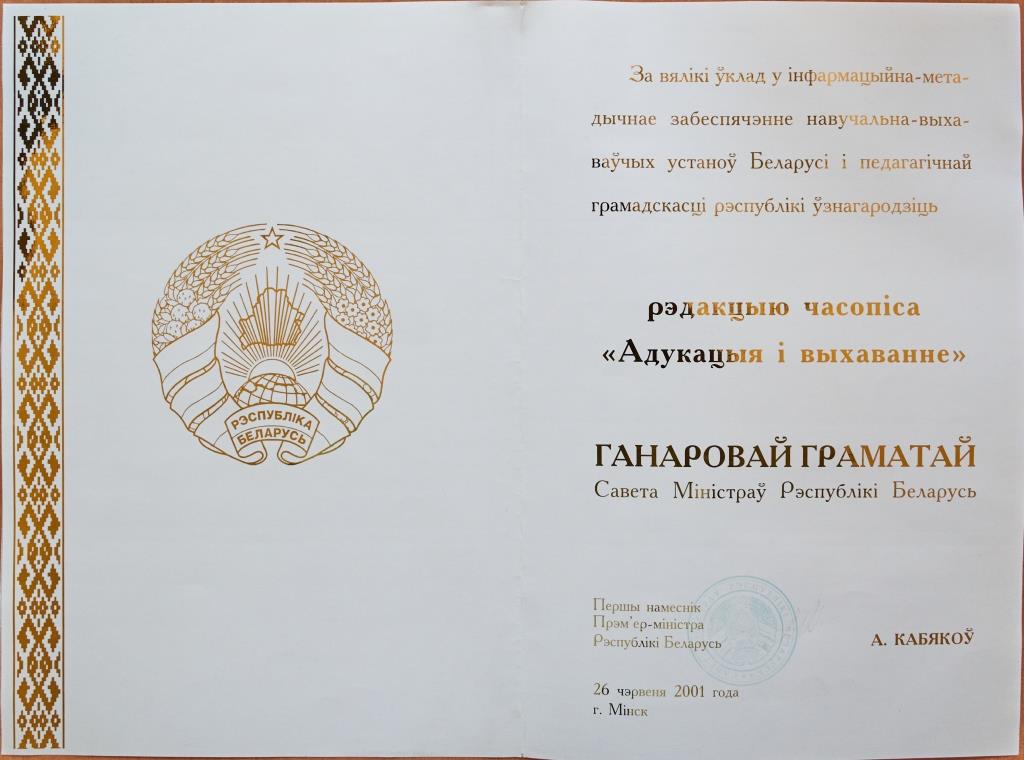 РЭСПУБЛІКА
БЕЛАРУСЬ
За вялікі ўклад у інфармацыйна-мета-
дычнае забеспячэнне навучальна-выха-
ваўчых устаноў Беларусі і педагагічнай
грамадскасці рэспублікі ўзнагародзіць
рэдакцыю часопіса
«Адукацыя і выхаванне»
ГАНАРОВАЙ ГРАМАТАЙ
Савета Міністраў Рэспублікі Беларусь
Першы намеснік
Прэм'ер-міністра
Рэспублікі Беларусь
А. КАБЯКОЎ
26 чэрвеня 2001 года
г. Мінск